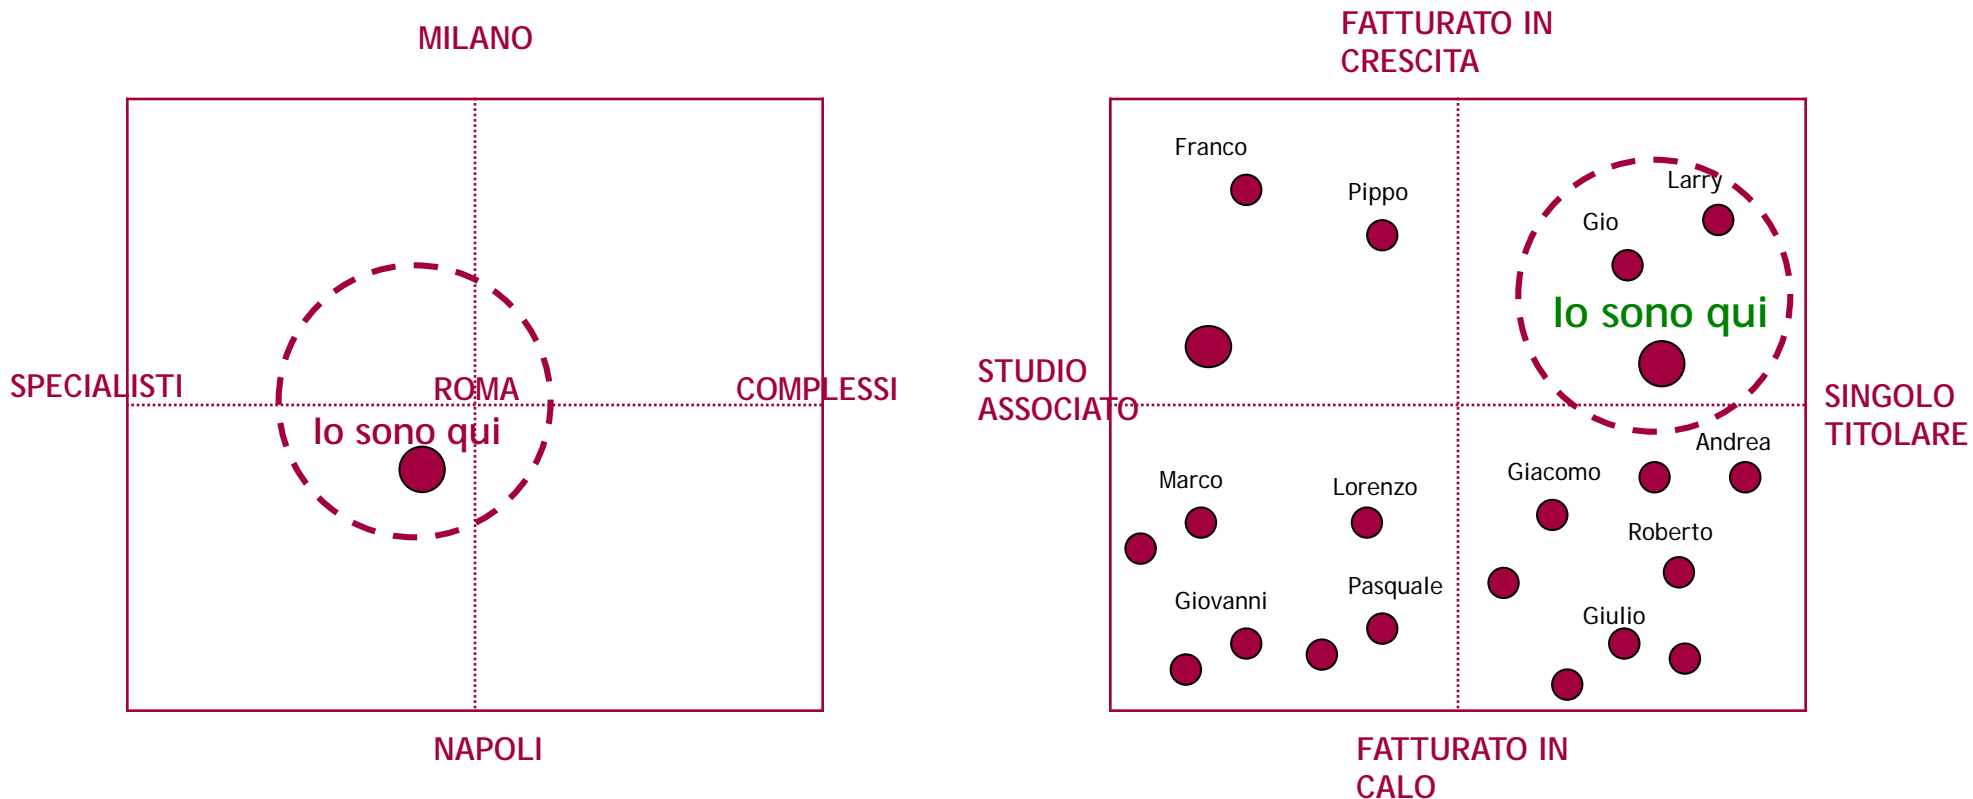 MILANO
SPECIALISTI
ROMA
COMPLESSI
Io sono qui
NAPOLI
FATTURATO IN
CRESCITA
Franco
Pippo
Larry
Gio
Io sono qui
STUDIO
ASSOCIATO
SINGOLO
TITOLARE
Andrea
Marco
Lorenzo
Giacomo
Roberto
Giovanni
Pasquale
Giulio
FATTURATO IN
CALO